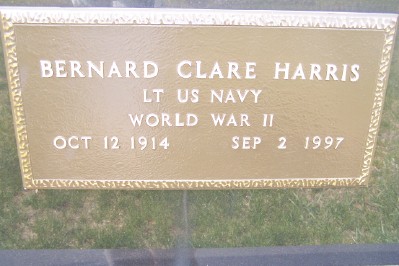 BERNARD CLARE HARRIS
LT US NAVY
WORLD WAR II
OCT 12 1914 SEP 2 1997